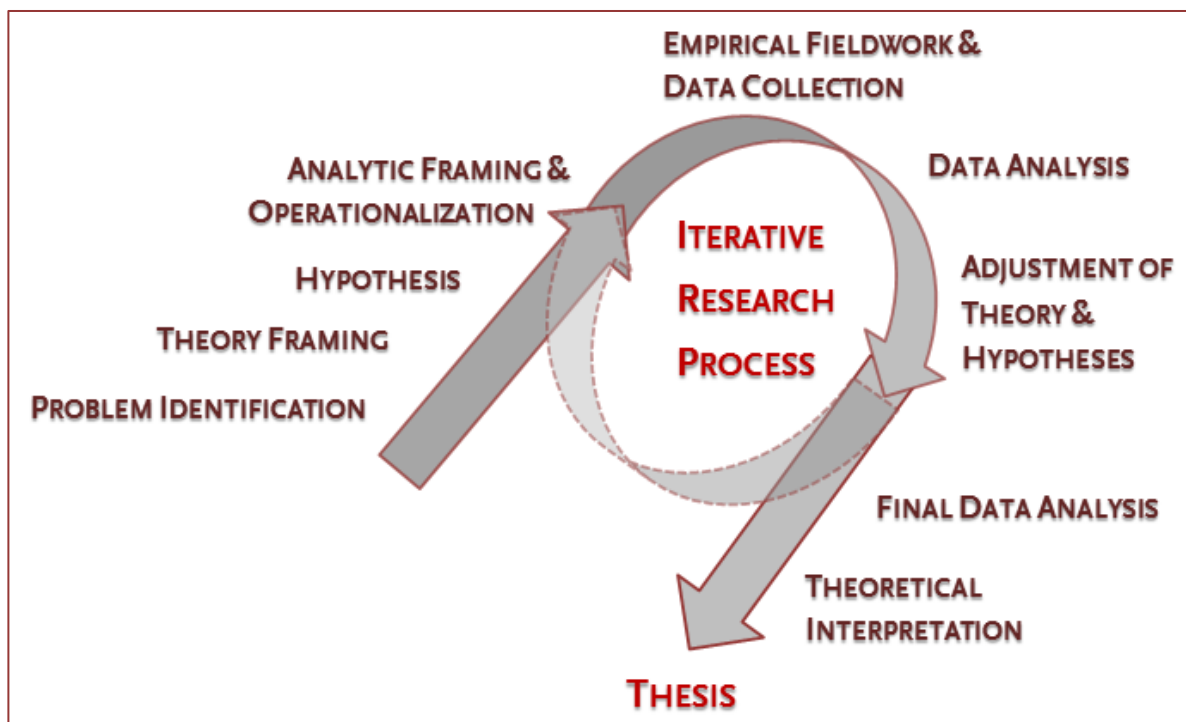 EMPIRICAL FIELDWORK &
DATA COLLECTION
DATA ANALYSIS
ANALYTIC FRAMING &
OPERATIONALIZATION
ITERATIVE
RESEARCH
PROCESS
ADJUSTMENT OF
THEORY &
HYPOTHESES
HYPOTHESIS
THEORY FRAMING
PROBLEM IDENTIFICATION
FINAL DATA ANALYSIS
THEORETICAL
INTERPRETATION
THESIS